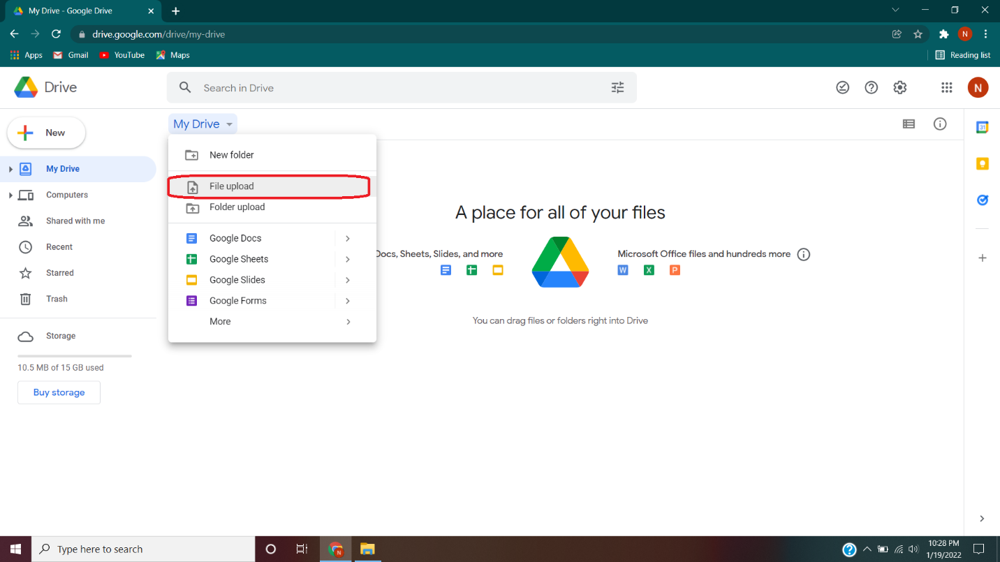 My Drive - Google Drive
drive.google.com/drive/my-drive
N
Apps
Gmail
YouTube
Maps
Reading list
Drive
Search in Drive
N
New
My Drive
31
My Drive
New folder
Computers
File upload
Shared with me
Folder upload
A place for all of your files
Recent
Google Docs
Docs, Sheets, Slides, and more
Microsoft Office files and hundreds more
Starred
Google Sheets
W
X
P
Google Slides
Trash
Google Forms
More
You can drag files or folders right into Drive
Storage
10.5 MB of 15 GB used
Buy storage
Type here to search
N
10:28 PM
1/19/2022